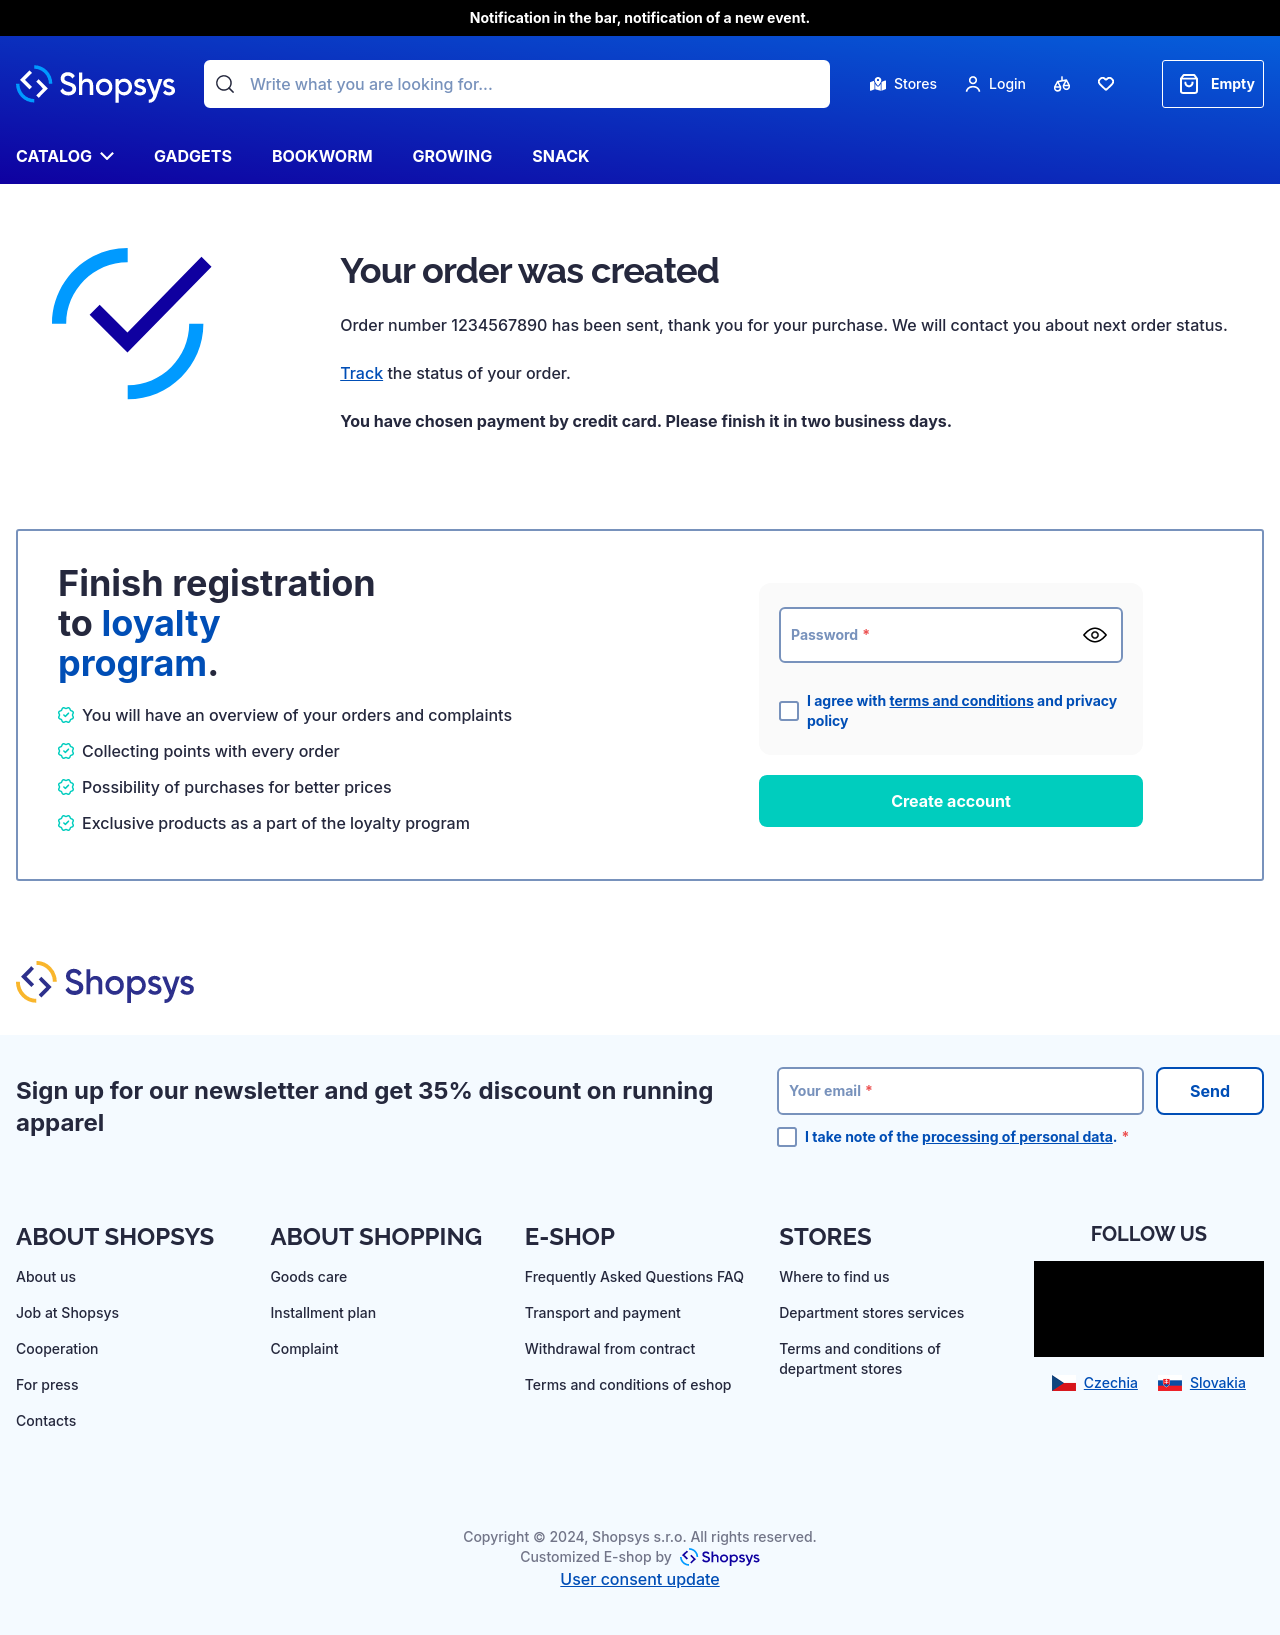 Notification in the bar, notification of a new event.
Shopsys
Write what you are looking for...
Stores
Login
Empty
CATALOG
GADGETS
BOOKWORM
GROWING
SNACK
Your order was created
Order number 1234567890 has been sent, thank you for your purchase. We will contact you about next order status.
Track the status of your order.
You have chosen payment by credit card. Please finish it in two business days.
Finish registration
to loyalty
program.
You will have an overview of your orders and complaints
Collecting points with every order
Possibility of purchases for better prices
Exclusive products as a part of the loyalty program
Password *
I agree with terms and conditions and privacy
policy
Create account
Shopsys
Sign up for our newsletter and get 35% discount on running
apparel
Your email *
Send
I take note of the processing of personal data. *
ABOUT SHOPSYS
About us
Job at Shopsys
Cooperation
For press
Contacts
ABOUT SHOPPING
Goods care
Installment plan
Complaint
E-SHOP
Frequently Asked Questions FAQ
Transport and payment
Withdrawal from contract
Terms and conditions of eshop
STORES
Where to find us
Department stores services
Terms and conditions of
department stores
FOLLOW US
Czechia
Slovakia
Copyright © 2024, Shopsys s.r.o. All rights reserved.
Customized E-shop by Shopsys
User consent update